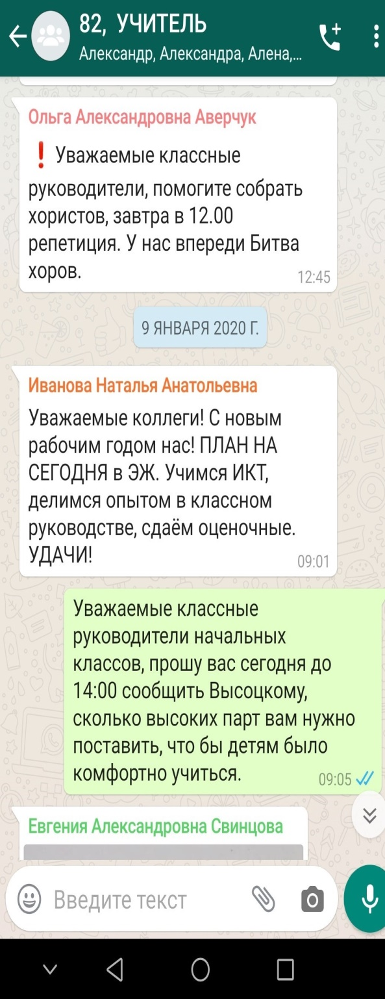 82, УЧИТЕЛЬ
Александр, Александра, Алена,...
Ольга Александровна Аверчук
❗ Уважаемые классные
руководители, помогите собрать
хористов, завтра в 12.00
репетиция. У нас впереди Битва
хоров.
12:45
9 ЯНВАРЯ 2020 Г.
Иванова Наталья Анатольевна
Уважаемые коллеги! С новым
рабочим годом нас! ПЛАН НА
СЕГОДНЯ в ЭЖ. Учимся ИКТ,
делимся опытом в классном
руководстве, сдаём оценочные.
УДАЧИ!
09:01
Уважаемые классные
руководители начальных
классов, прошу вас сегодня до
14:00 сообщить Высоцкому,
сколько высоких парт вам нужно
поставить, что бы детям было
комфортно учиться.
09:05
Евгения Александровна Свинцова
Введите текст